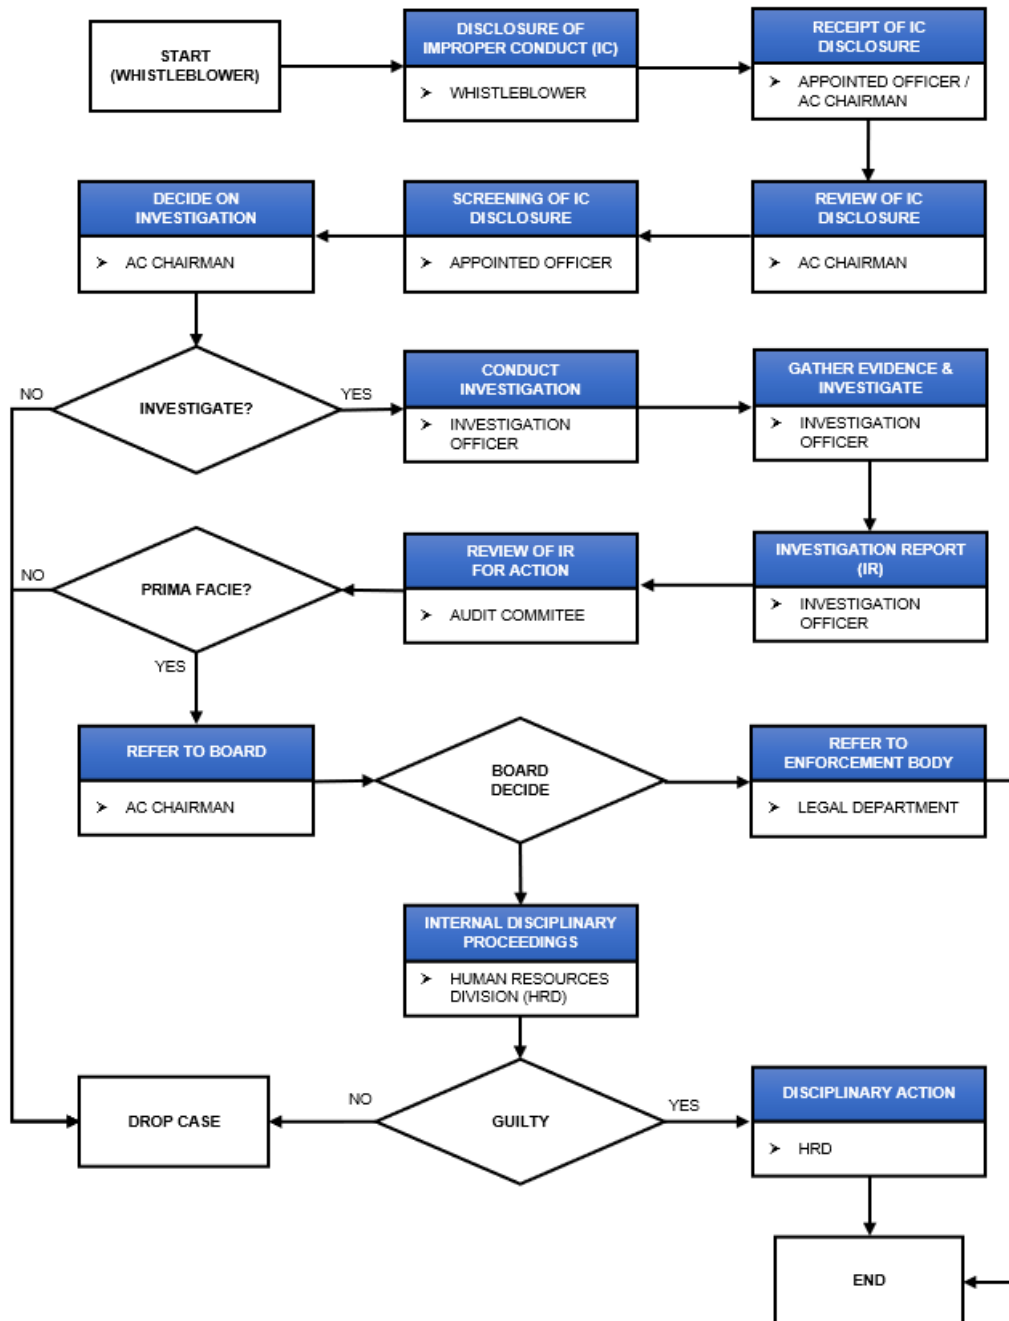 START
(WHISTLEBLOWER)
DISCLOSURE OF
IMPROPER CONDUCT (IC)
➢ WHISTLEBLOWER
RECEIPT OF IC
DISCLOSURE
➢ APPOINTED OFFICER /
AC CHAIRMAN
DECIDE ON
INVESTIGATION
➢ AC CHAIRMAN
SCREENING OF IC
DISCLOSURE
➢ APPOINTED OFFICER
REVIEW OF IC
DISCLOSURE
➢ AC CHAIRMAN
NO
INVESTIGATE?
YES
CONDUCT
INVESTIGATION
➢ INVESTIGATION
OFFICER
GATHER EVIDENCE &
INVESTIGATE
➢ INVESTIGATION
OFFICER
NO
PRIMA FACIE?
YES
REVIEW OF IR
FOR ACTION
➢ AUDIT COMMITEE
INVESTIGATION REPORT
(IR)
➢ INVESTIGATION
OFFICER
REFER TO BOARD
➢ AC CHAIRMAN
BOARD
DECIDE
REFER TO
ENFORCEMENT BODY
➢ LEGAL DEPARTMENT
INTERNAL DISCIPLINARY
PROCEEDINGS
➢ HUMAN RESOURCES
DIVISION (HRD)
DROP CASE
NO
GUILTY
YES
DISCIPLINARY ACTION
➢ HRD
END